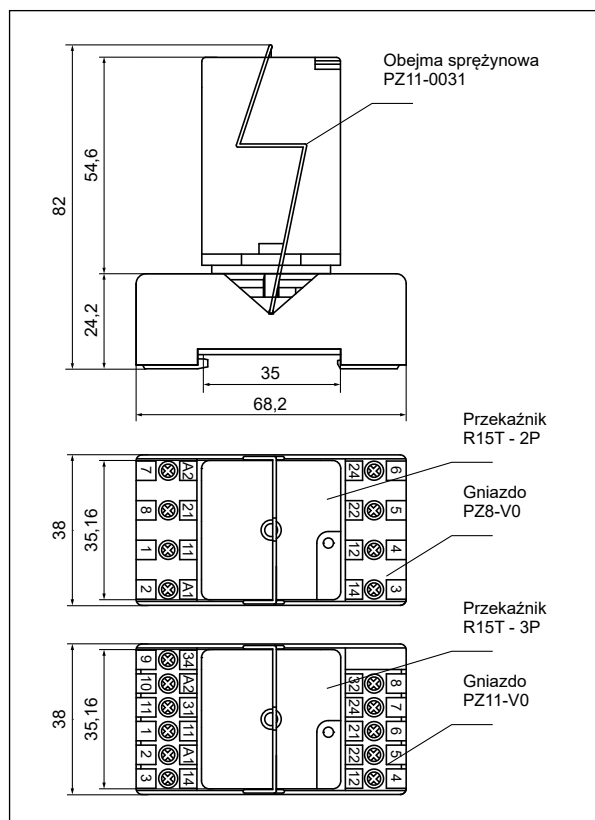 Obejma sprężynowa
PZ11-0031
82
54,6
24,2
35
68,2
Przekaźnik
R15T - 2P
Gniazdo
PZ8-V0
38
35,16
7 A2 24 6
8 21 22 5
1 11 12 4
2 A1 14 3
Przekaźnik
R15T - 3P
Gniazdo
PZ11-V0
38
35,16
9 34
10 A2 32 8
11 31 24 7
1 11 21 6
2 A1 22 5
3 14 12 4